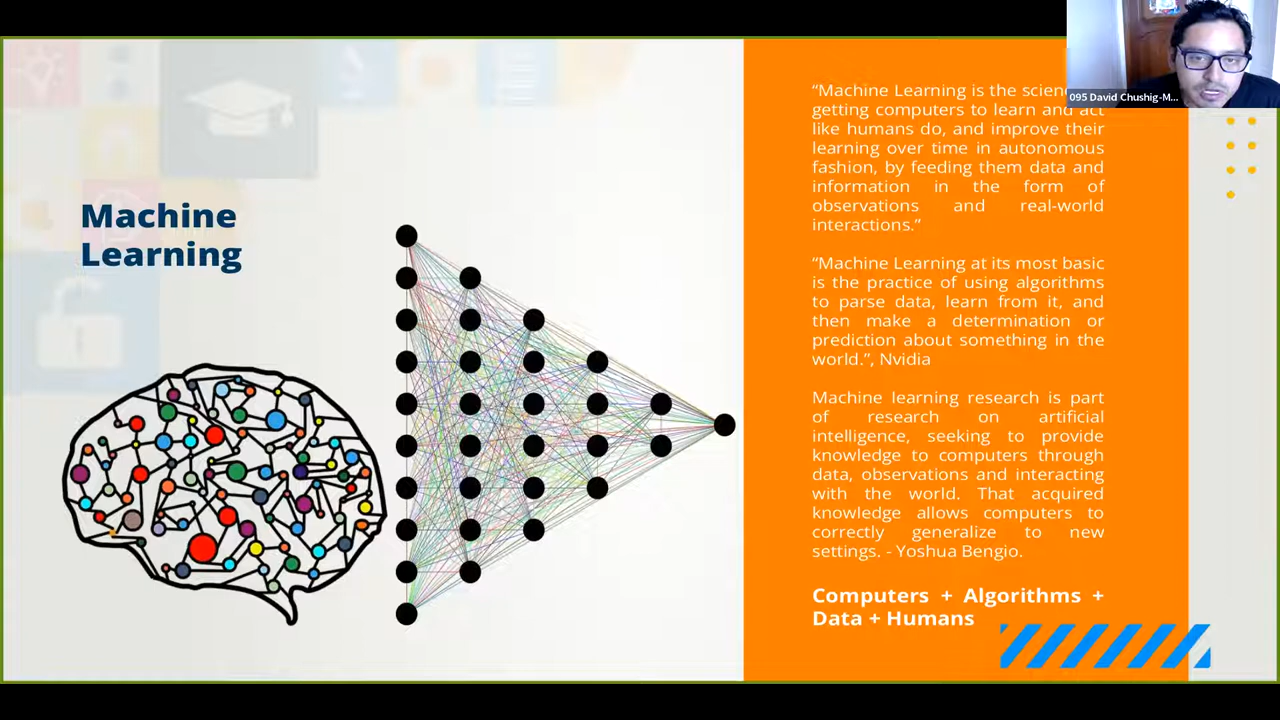 095 David Chushig-M...
Machine
Learning
“Machine Learning is the
getting computers to learn and act
like humans do, and improve their
learning over time in autonomous
fashion, by feeding them data and
information in the form of
observations and real-world
interactions.”
“Machine Learning at its most basic
is the practice of using algorithms
to parse data, learn from it, and
then make a determination or
prediction about something in the
world.”, Nvidia
Machine learning research is part
of research on artificial
intelligence, seeking to provide
knowledge to computers through
data, observations and interacting
with the world. That acquired
knowledge allows computers to
correctly generalize to new
settings. - Yoshua Bengio.
Computers + Algorithms +
Data + Humans